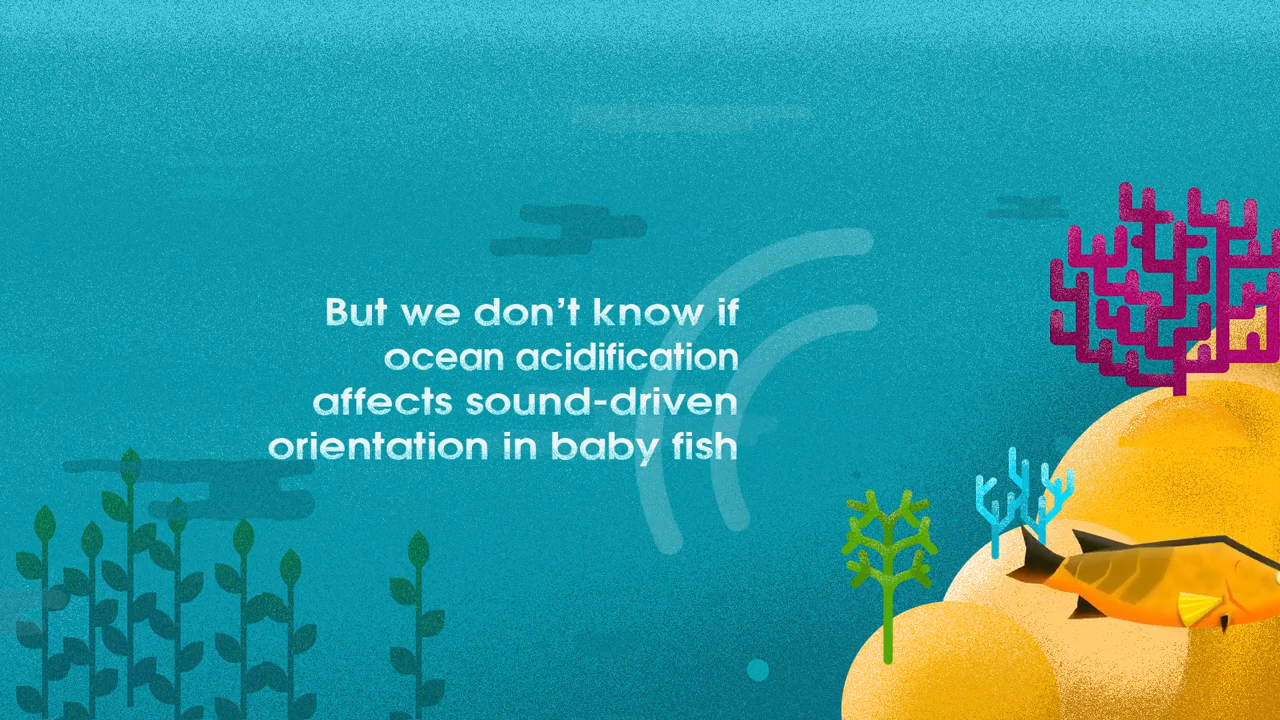 But we don’t know if
ocean acidification
affects sound-driven
orientation in baby fish